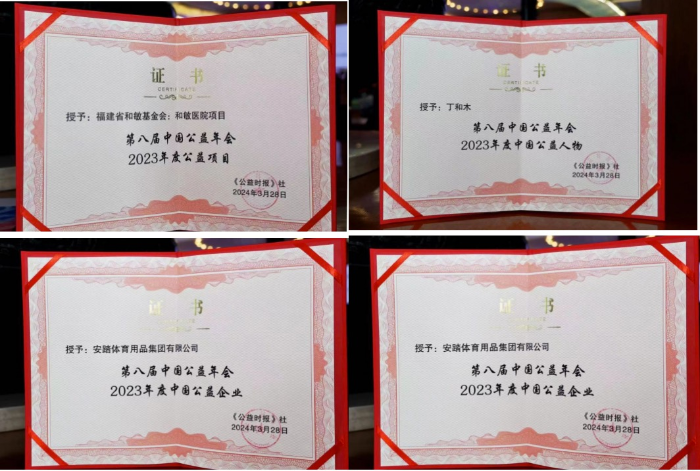 证 书
CERTIFICATE
授予：福建省和敏基金会：和敏医院项目
第八届中国公益年会
2023年度公益项目
《公益时报》社
2024年3月28日
证 书
CERTIFICATE
授予：丁和木
第八届中国公益年会
2023年度中国公益人物
《公益时报》社
2024年3月28日
证 书
授予：安踏体育用品集团有限公司
第八届中国公益年会
2023年度中国公益企业
《公益时报》社
2024年3月28日
证 书
授予：安踏体育用品集团有限公司
第八届中国公益年会
2023年度中国公益企业
《公益时报》社
2024年3月28日